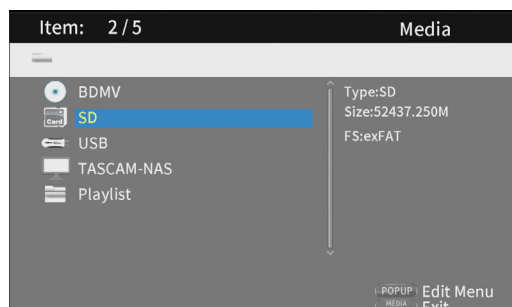 Item: 2/5 Media
BDMV
Card SD
USB
TASCAM-NAS
Playlist
Type:SD
Size:52437.250M
FS:exFAT
POPUP Edit Menu
MEDIA Exit